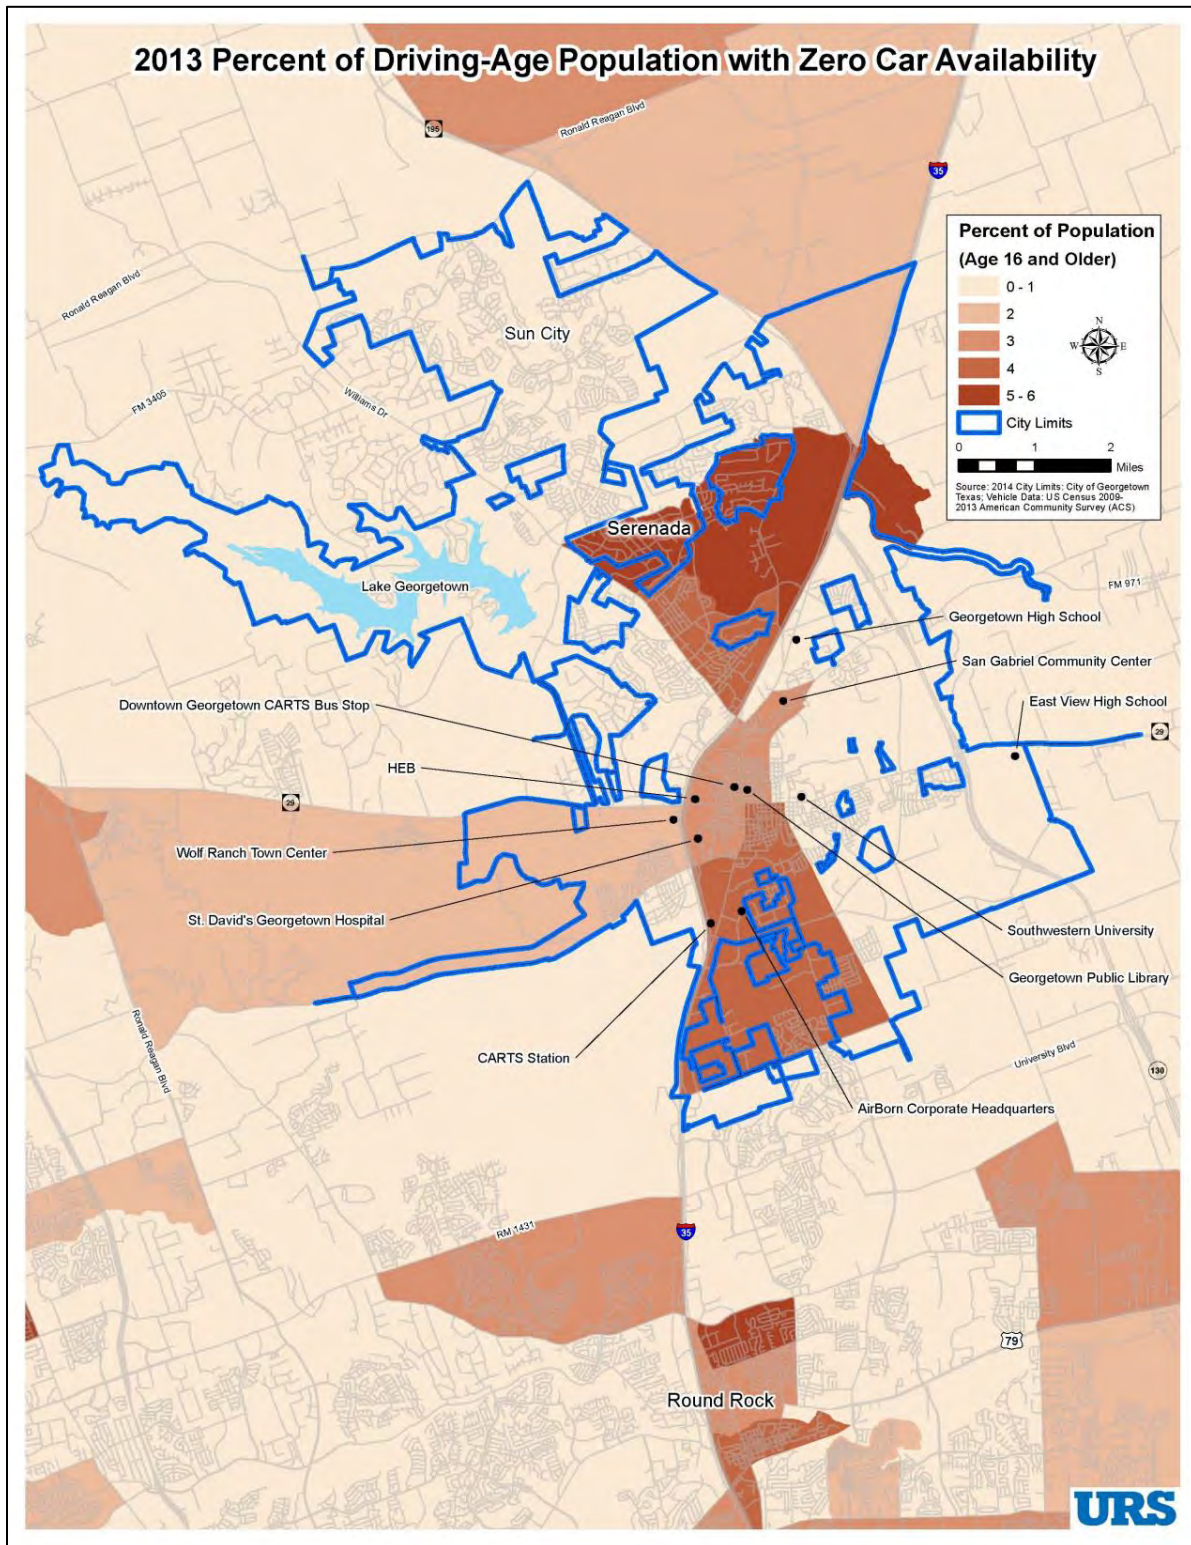 2013 Percent of Driving-Age Population with Zero Car Availability
Ronald Reagan Blvd
195
35
Percent of Population
(Age 16 and Older)
0 - 1
2
3
4
5 - 6
City Limits
N
W E
S
0 1 2
Miles
Source: 2014 City Limits: City of Georgetown
Texas; Vehicle Data: US Census 2009-
2013 American Community Survey (ACS)
Ronald Reagan Blvd
Sun City
FM 3405
Williams Dr
Serenada
Lake Georgetown
FM 971
Georgetown High School
San Gabriel Community Center
East View High School
Downtown Georgetown CARTS Bus Stop
29
HEB
29
Wolf Ranch Town Center
St. David's Georgetown Hospital
Southwestern University
Georgetown Public Library
Ronald Reagan Blvd
CARTS Station
University Blvd
130
AirBorn Corporate Headquarters
RM 1431
35
79
Round Rock
URS